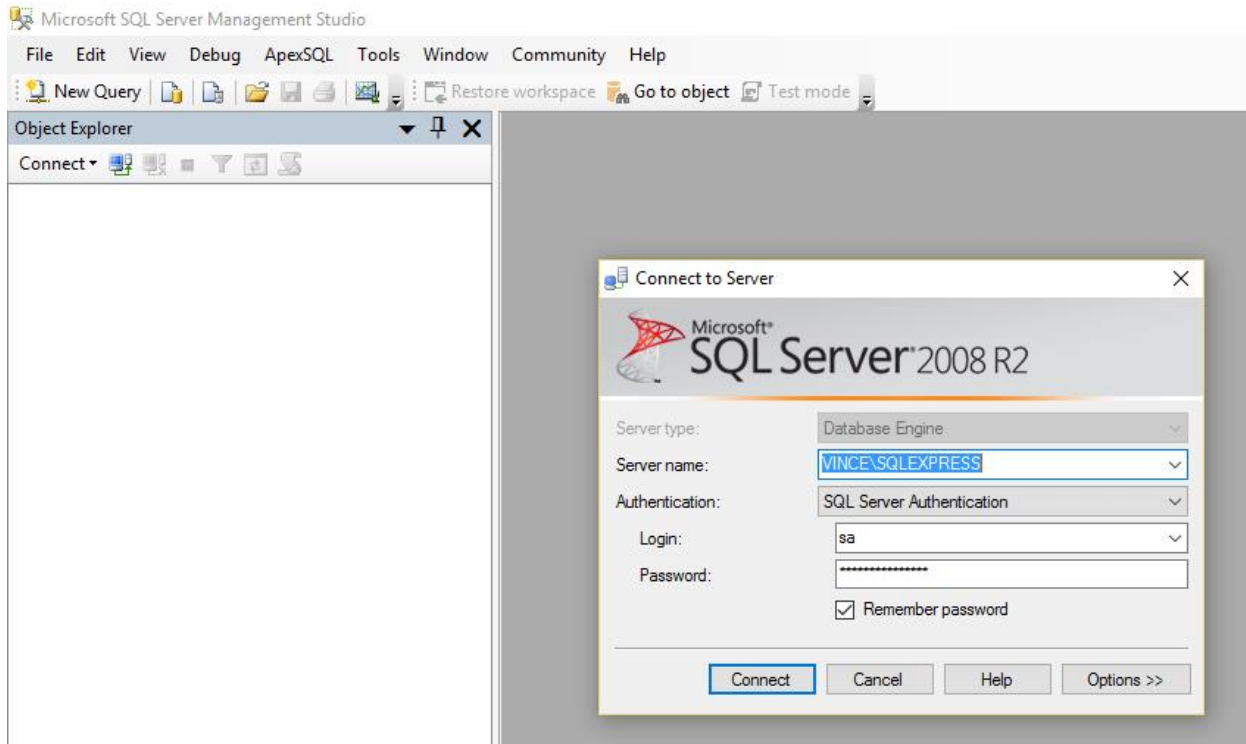 Microsoft SQL Server Management Studio
File Edit View Debug ApexSQL Tools Window Community Help
New Query Restore workspace Go to object Test mode
Object Explorer
Connect
Connect to Server
Microsoft®
SQL Server® 2008 R2
Server type: Database Engine
Server name: VINCE\SQLEXPRESS
Authentication: SQL Server Authentication
Login: sa
Password: ***************
Remember password
Connect Cancel Help Options >>